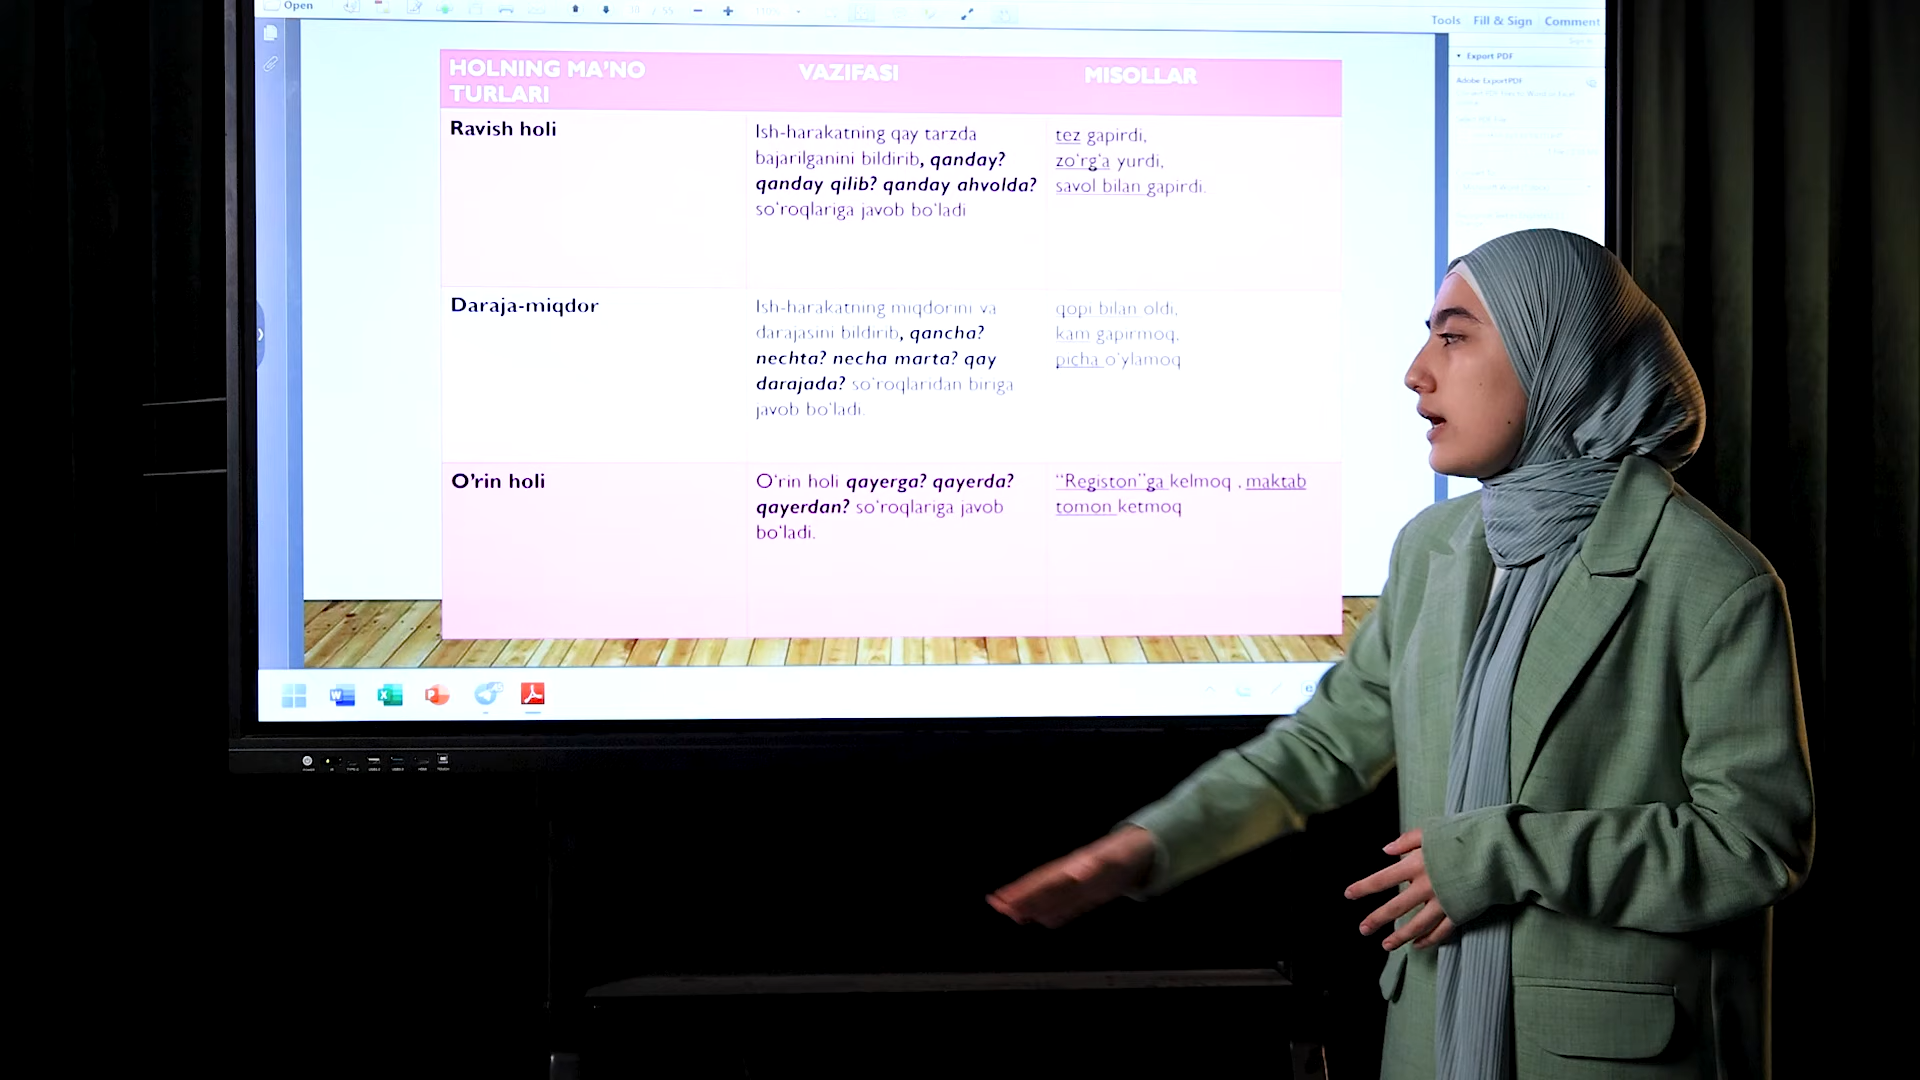 Open
Tools Fill & Sign Comment
Export PDF
Adobe ExportPDF
HOLNING MA’NO
TURLARI
VAZIFASI
MISOLLAR
Ravish holi
Ish-harakatning qay tarzda
bajarilganini bildirib, qanday?
qanday qilib? qanday ahvolda?
so‘roqlariga javob bo‘ladi
tez gapirdi,
zo‘rg‘a yurdi,
savol bilan gapirdi.
Daraja-miqdor
Ish-harakatning miqdorini va
darajasini bildirib, qancha?
nechta? necha marta? qay
darajada? so‘roqlaridan biriga
javob bo‘ladi.
qopi bilan oldi,
kam gapirmoq,
picha o‘ylamoq
O’rin holi
O‘rin holi qayerga? qayerda?
qayerdan? so‘roqlariga javob
bo‘ladi.
“Registon”ga kelmoq , maktab
tomon ketmoq